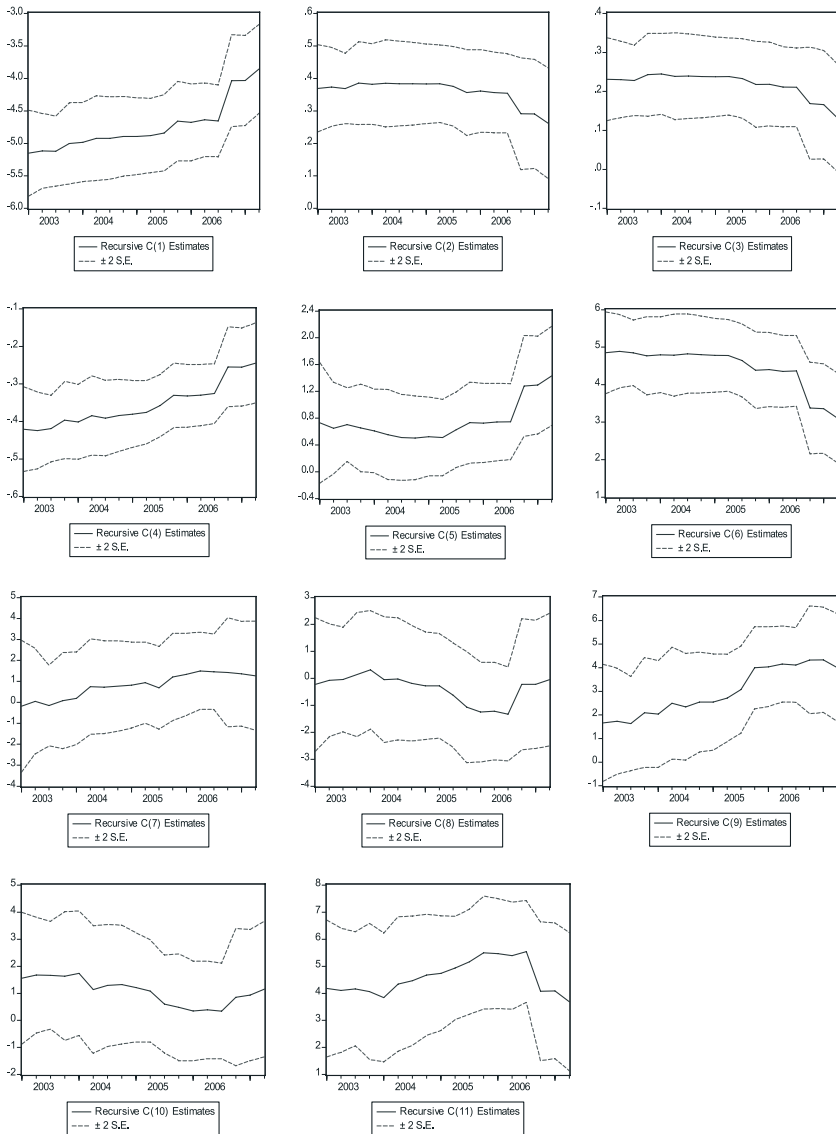 -3.0
-3.5
-4.0
-4.5
-5.0
-5.5
-6.0
2003 2004 2005 2006
Recursive C(1) Estimates
± 2 S.E.
.6
.5
.4
.3
.2
.1
.0
2003 2004 2005 2006
Recursive C(2) Estimates
± 2 S.E.
.4
.3
.2
.1
.0
-.1
2003 2004 2005 2006
Recursive C(3) Estimates
± 2 S.E.
-.1
-.2
-.3
-.4
-.5
-.6
2003 2004 2005 2006
Recursive C(4) Estimates
± 2 S.E.
2.4
2.0
1.6
1.2
0.8
0.4
0.0
-0.4
2003 2004 2005 2006
Recursive C(5) Estimates
± 2 S.E.
6
5
4
3
2
1
2003 2004 2005 2006
Recursive C(6) Estimates
± 2 S.E.
5
4
3
2
1
0
-1
-2
-3
-4
2003 2004 2005 2006
Recursive C(7) Estimates
± 2 S.E.
3
2
1
0
-1
-2
-3
-4
2003 2004 2005 2006
Recursive C(8) Estimates
± 2 S.E.
7
6
5
4
3
2
1
0
-1
2003 2004 2005 2006
Recursive C(9) Estimates
± 2 S.E.
5
4
3
2
1
0
-1
-2
2003 2004 2005 2006
Recursive C(10) Estimates
± 2 S.E.
8
7
6
5
4
3
2
1
2003 2004 2005 2006
Recursive C(11) Estimates
± 2 S.E.